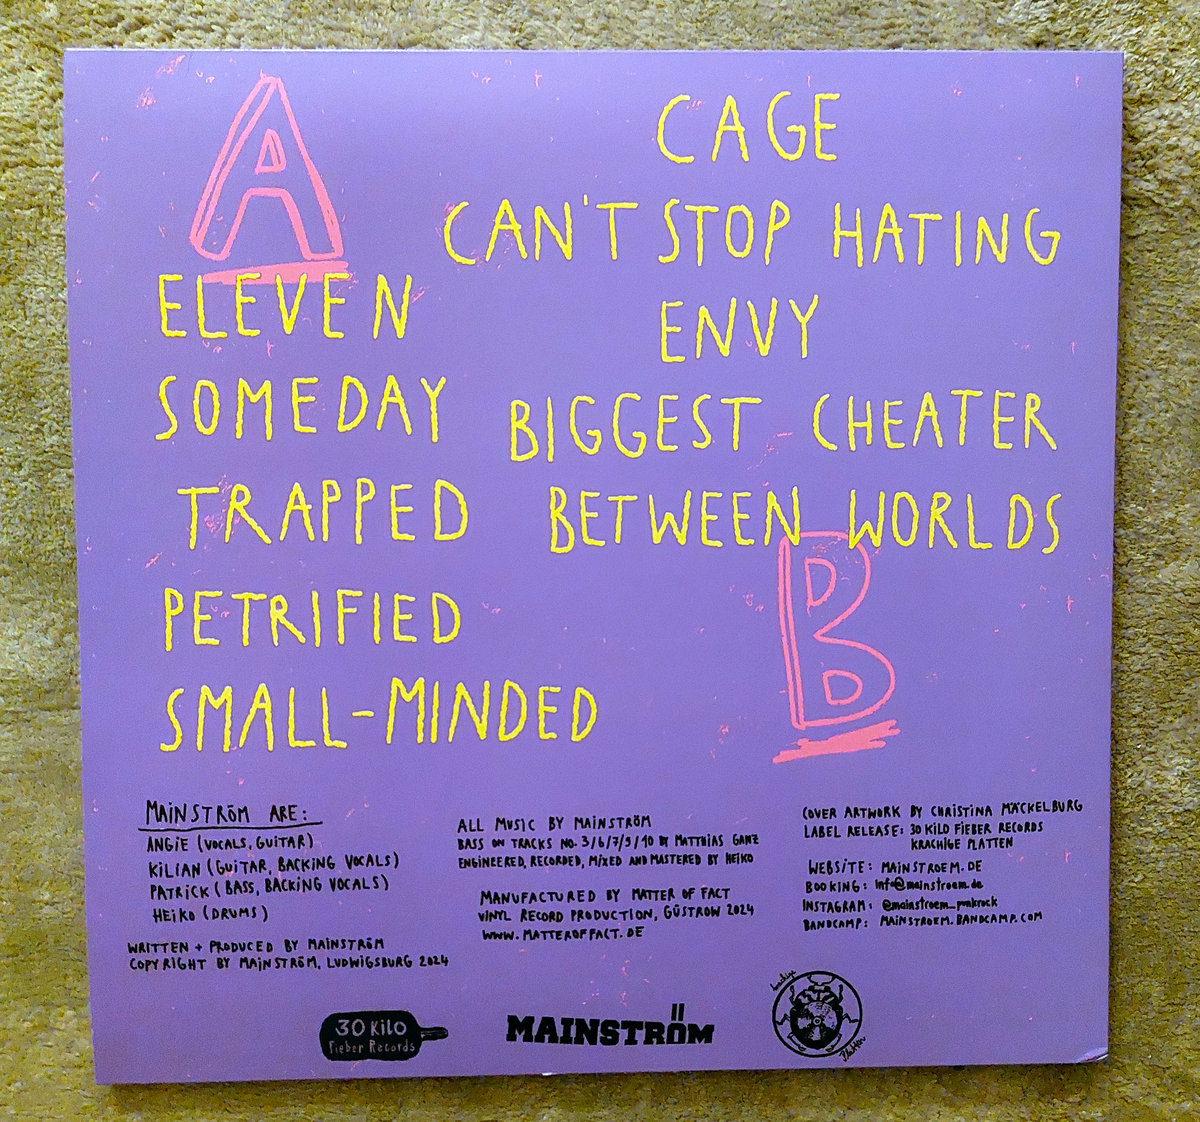 A
ELEVEN
SOMEDAY
TRAPPED
PETRIFIED
SMALL-MINDED
CAGE
CAN'T STOP HATING
ENVY
BIGGEST CHEATER
BETWEEN WORLDS
B
MAINSTRÖM ARE:
ANGIE (VOCALS, GUITAR)
KILIAN (GUITAR, BACKING VOCALS)
PATRICK (BASS, BACKING VOCALS)
HEIKO (DRUMS)
WRITTEN + PRODUCED BY MAINSTRÖM
COPYRIGHT BY MAINSTRÖM, LUDWIGSBURG 2024
ALL MUSIC BY MAINSTRÖM
BASS ON TRACKS NO. 3/6/7/9/10 BY MATTHIAS GANZ
ENGINEERED, RECORDED, MIXED AND MASTERED BY HEIKO
MANUFACTURED BY MATTER OF FACT
VINYL RECORD PRODUCTION, GÜSTROW 2024
WWW.MATTEROFFACT.DE
COVER ARTWORK BY CHRISTINA MÄCKELBURG
LABEL RELEASE: 30 KILO FIEBER RECORDS
KRACHIGE PLATTEN
WEBSITE: MAINSTROEM.DE
BOOKING: info@mainstroem.de
INSTAGRAM: @mainstroem_punkrock
BANDCAMP: MAINSTROEM.BANDCAMP.COM
30 Kilo
Fieber Records
MAINSTRÖM
krachige
Platten